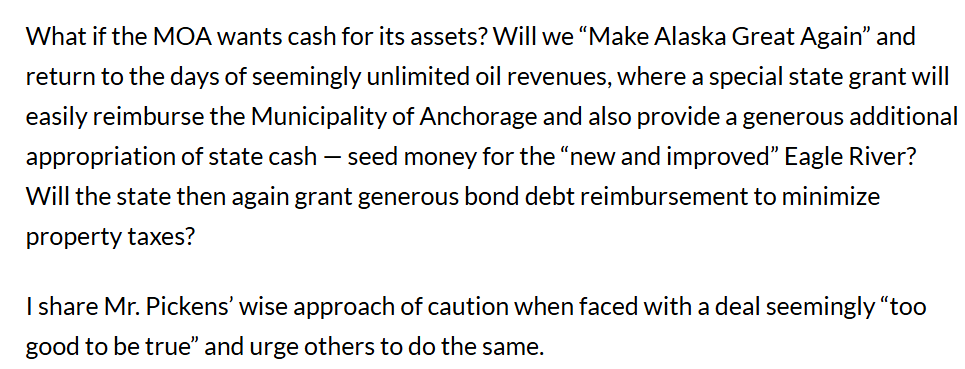 What if the MOA wants cash for its assets? Will we “Make Alaska Great Again” and
return to the days of seemingly unlimited oil revenues, where a special state grant will
easily reimburse the Municipality of Anchorage and also provide a generous additional
appropriation of state cash — seed money for the “new and improved” Eagle River?
Will the state then again grant generous bond debt reimbursement to minimize
property taxes?
I share Mr. Pickens’ wise approach of caution when faced with a deal seemingly “too
good to be true” and urge others to do the same.